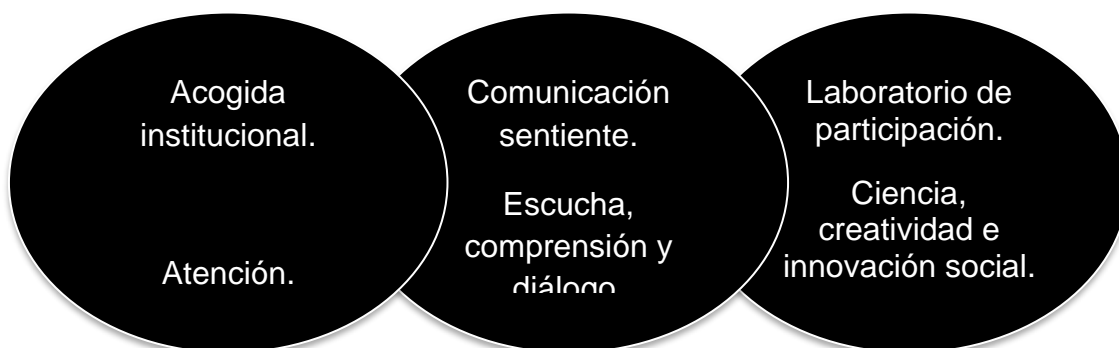 Acogida
institucional.
Atención.
Comunicación
sentiente.
Escucha,
comprensión y
diálogo
Laboratorio de
participación.
Ciencia,
creatividad e
innovación social.